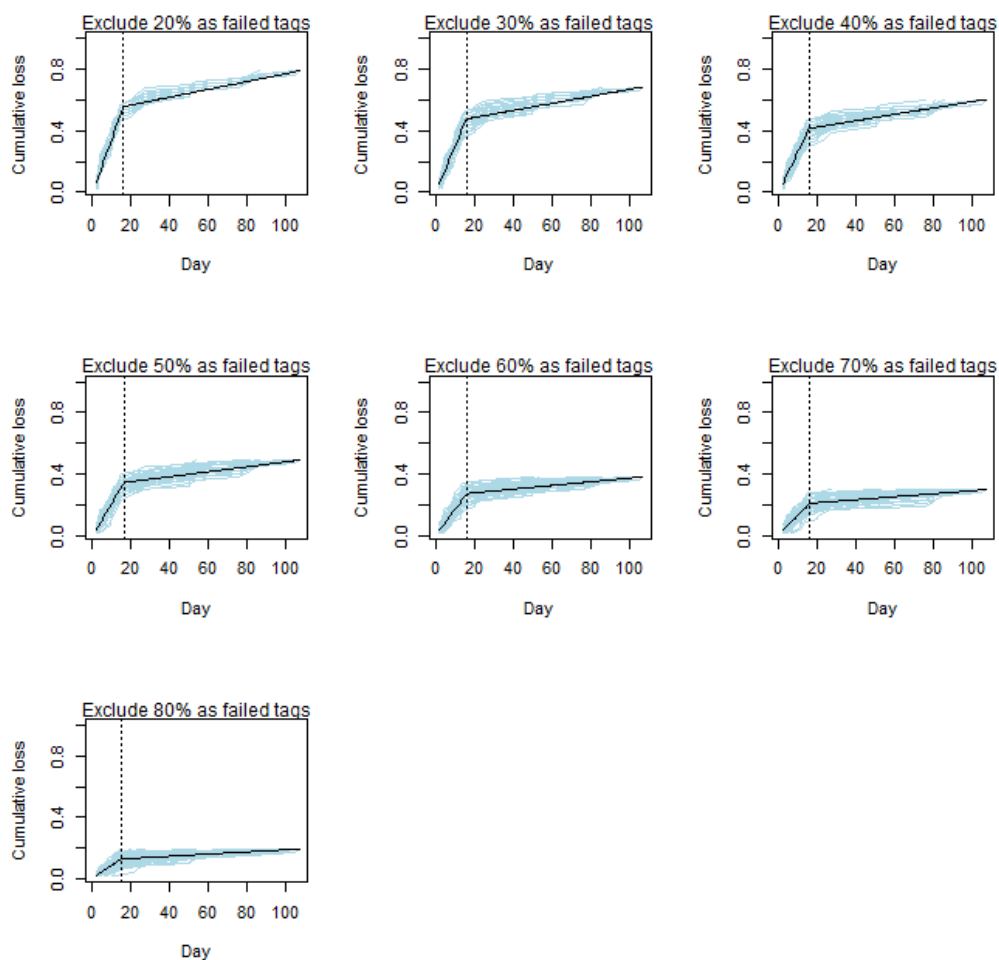 Exclude 20% as failed tags
Exclude 30% as failed tags
Exclude 40% as failed tags
Cumulative loss
0.0 0.4 0.8
0 20 40 60 80 100
Day
Cumulative loss
0.0 0.4 0.8
0 20 40 60 80 100
Day
Cumulative loss
0.0 0.4 0.8
0 20 40 60 80 100
Day
Exclude 50% as failed tags
Exclude 60% as failed tags
Exclude 70% as failed tags
Cumulative loss
0.0 0.4 0.8
0 20 40 60 80 100
Day
Cumulative loss
0.0 0.4 0.8
0 20 40 60 80 100
Day
Cumulative loss
0.0 0.4 0.8
0 20 40 60 80 100
Day
Exclude 80% as failed tags
Cumulative loss
0.0 0.4 0.8
0 20 40 60 80 100
Day